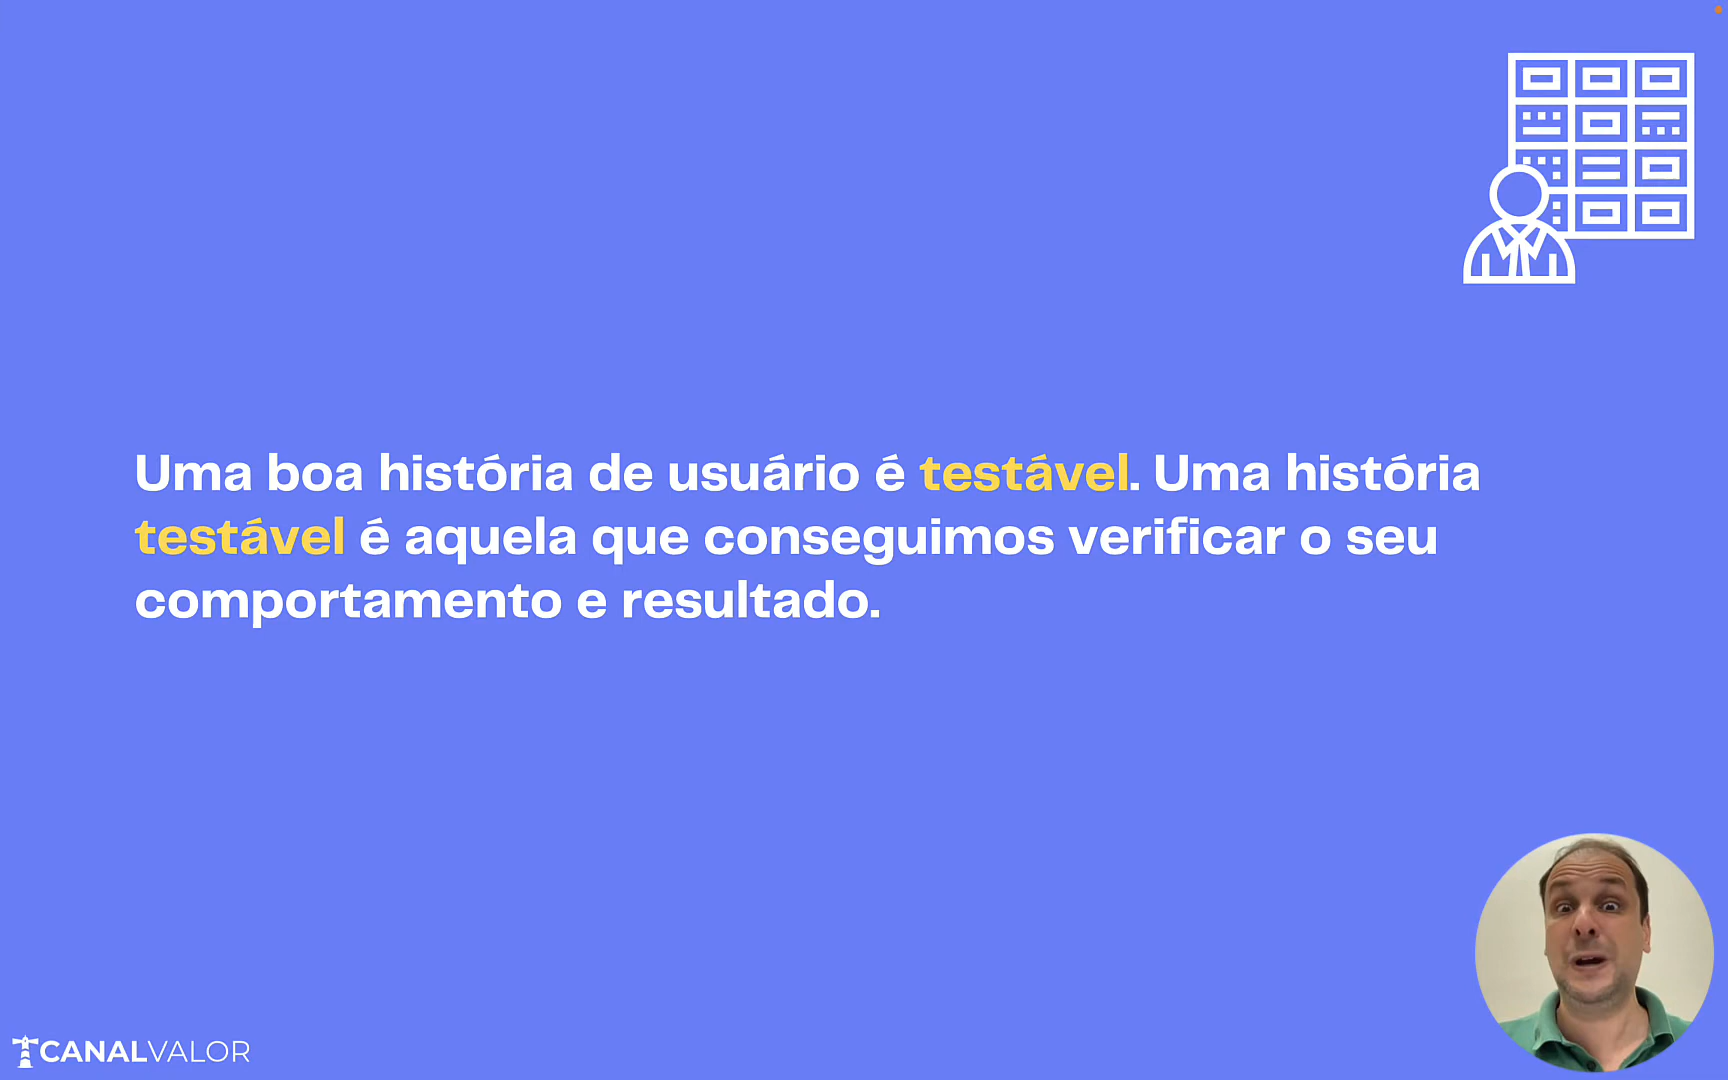 Uma boa história de usuário é testável. Uma história
testável é aquela que conseguimos verificar o seu
comportamento e resultado.
CANALVALOR